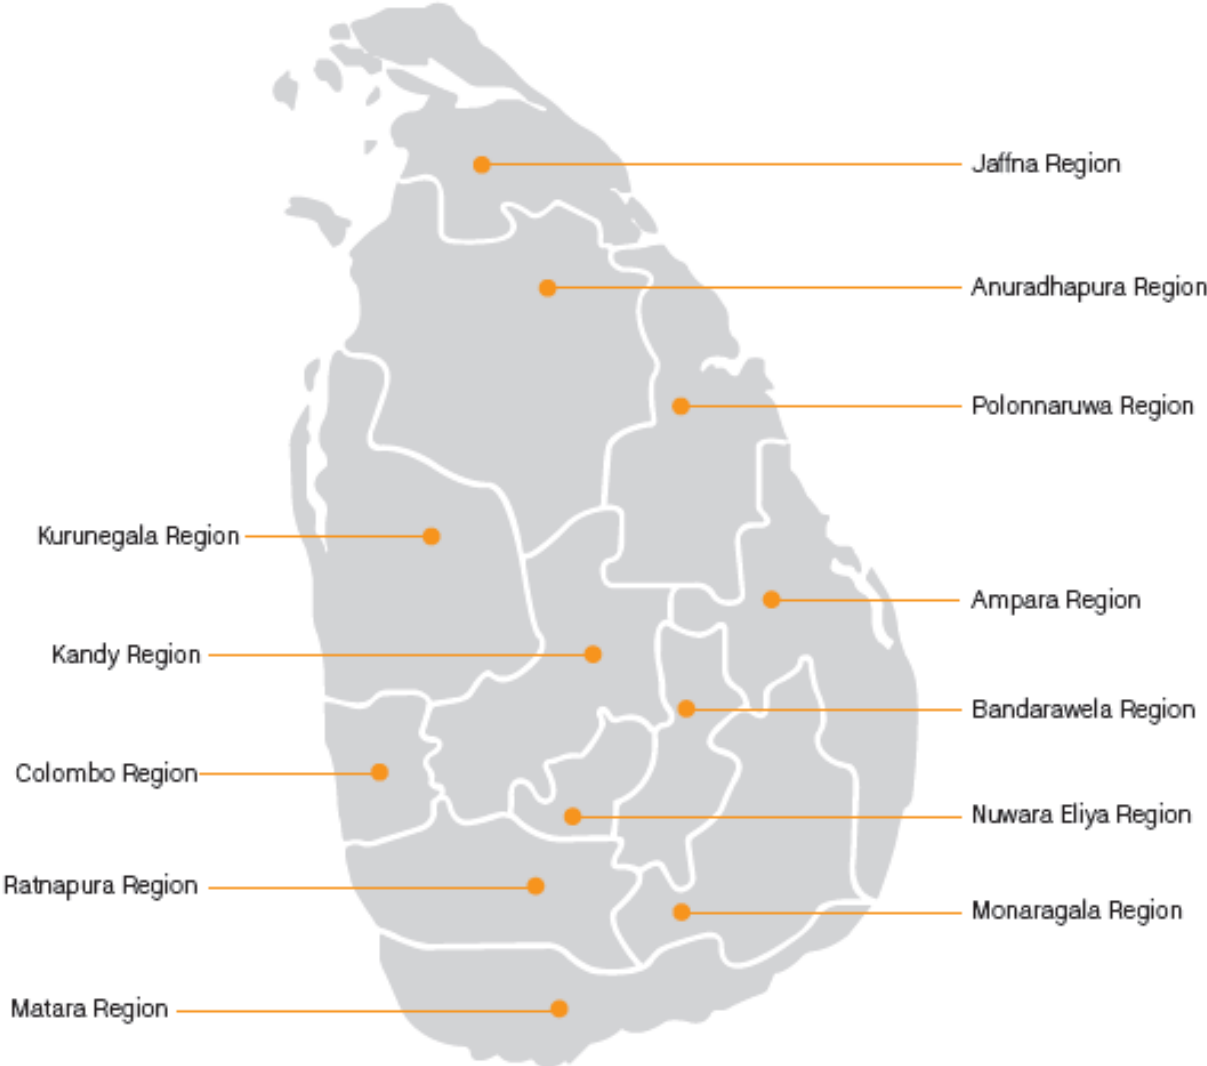 Jaffna Region
Anuradhapura Region
Polonnaruwa Region
Kurunegala Region
Ampara Region
Kandy Region
Bandarawela Region
Colombo Region
Nuwara Eliya Region
Ratnapura Region
Monaragala Region
Matara Region